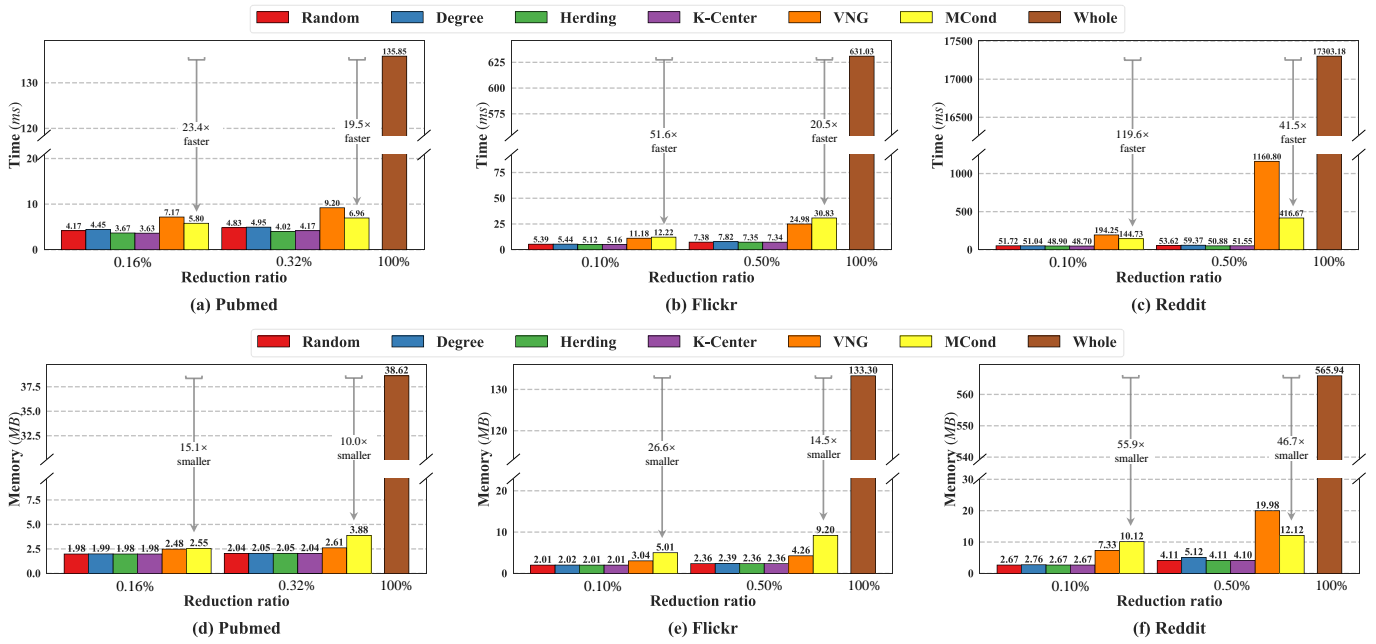 Random Degree Herding K-Center VNG MCond Whole
Time (ms)
130
120
20
10
0
4.17 4.45 3.67 3.63 7.17 5.80
4.83 4.95 4.02 4.17 9.20 6.96
135.85
23.4×
faster
19.5×
faster
0.16% 0.32% 100%
Reduction ratio
(a) Pubmed
Time (ms)
625
600
575
75
50
25
0
5.39 5.44 5.12 5.16 11.18 12.22
7.38 7.82 7.35 7.34 24.98 30.83
631.03
51.6×
faster
20.5×
faster
0.10% 0.50% 100%
Reduction ratio
(b) Flickr
Time (ms)
17500
17000
16500
1000
500
0
51.72 51.04 48.90 48.70 194.25 144.73
53.62 59.37 50.88 51.55 1160.80 416.67
17303.18
119.6×
faster
41.5×
faster
0.10% 0.50% 100%
Reduction ratio
(c) Reddit
Random Degree Herding K-Center VNG MCond Whole
Memory (MB)
37.5
35.0
32.5
7.5
5.0
2.5
0.0
1.98 1.99 1.98 1.98 2.48 2.55
2.04 2.05 2.05 2.04 2.61 3.88
38.62
15.1×
smaller
10.0×
smaller
0.16% 0.32% 100%
Reduction ratio
(d) Pubmed
Memory (MB)
130
120
20
10
0
2.01 2.02 2.01 2.01 3.04 5.01
2.36 2.39 2.36 2.36 4.26 9.20
133.30
26.6×
smaller
14.5×
smaller
0.10% 0.50% 100%
Reduction ratio
(e) Flickr
Memory (MB)
560
550
540
30
20
10
0
2.67 2.76 2.67 2.67 7.33 10.12
4.11 5.12 4.11 4.10 19.98 12.12
565.94
55.9×
smaller
46.7×
smaller
0.10% 0.50% 100%
Reduction ratio
(f) Reddit